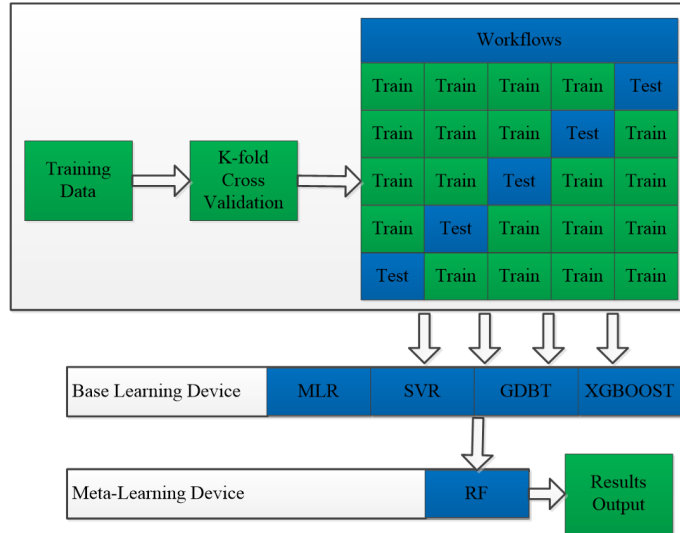 Workflows
Train Train Train Train Test
Train Train Train Test Train
Training
Data
K-fold
Cross
Validation
Train Train Test Train Train
Train Test Train Train Train
Test Train Train Train Train
Base Learning Device MLR SVR GDBT XGBOOST
Meta-Learning Device RF
Results
Output